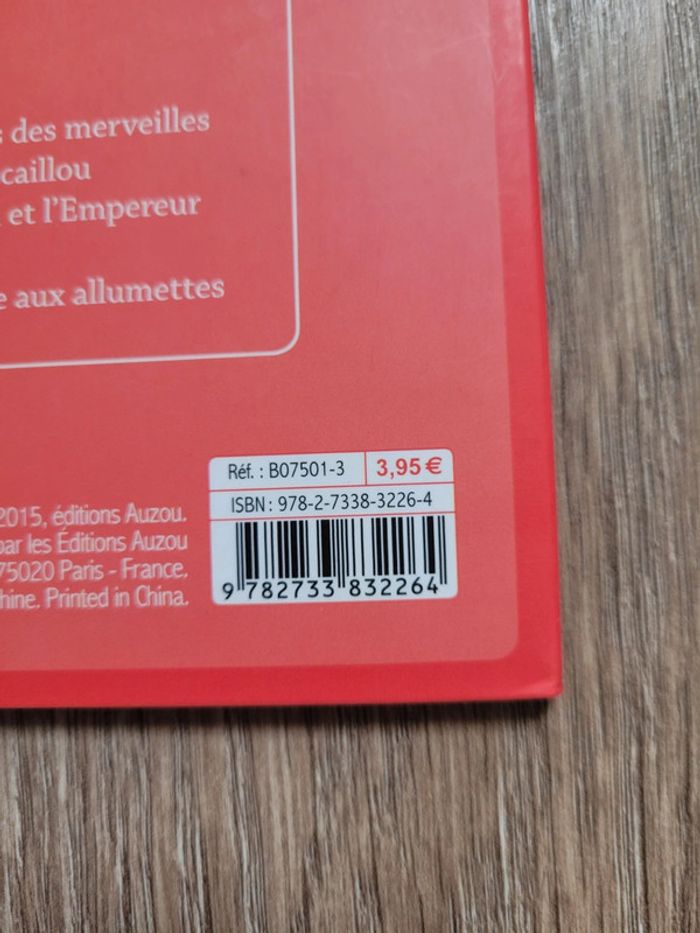 des merveilles
caillou
et l'Empereur
aux allumettes
Réf. : B07501-3
3,95 €
ISBN : 978-2-7338-3226-4
9 782733 832264
2015, éditions Auzou.
par les Éditions Auzou
75020 Paris - France.
Printed in China.